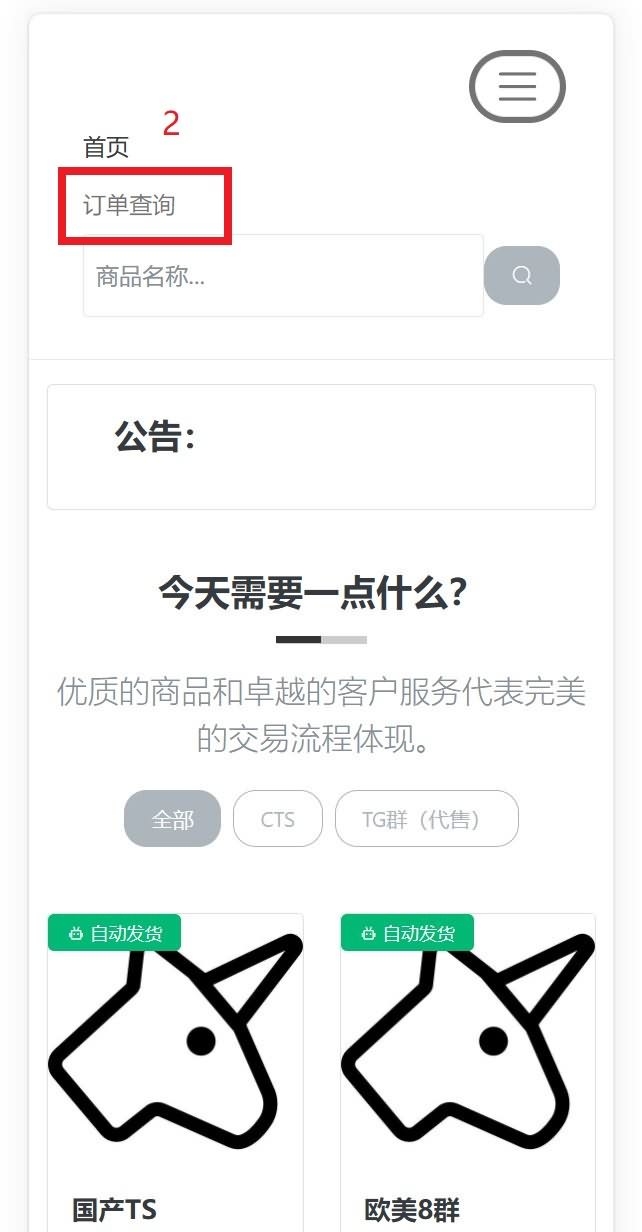 2
首页
订单查询
商品名称...
公告：
今天需要一点什么？
优质的商品和卓越的客户服务代表完美
的交易流程体现。
全部 CTS TG群（代售）
自动发货 自动发货
国产TS 欧美8群